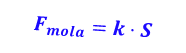 F_mola = k · S